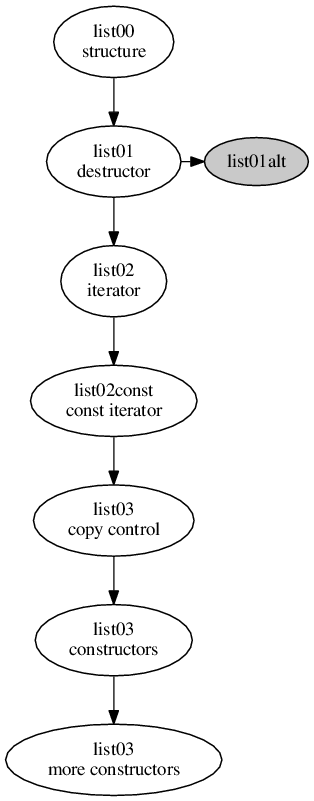 list00
structure
list01
destructor
list01alt
list02
iterator
list02const
const iterator
list03
copy control
list03
constructors
list03
more constructors